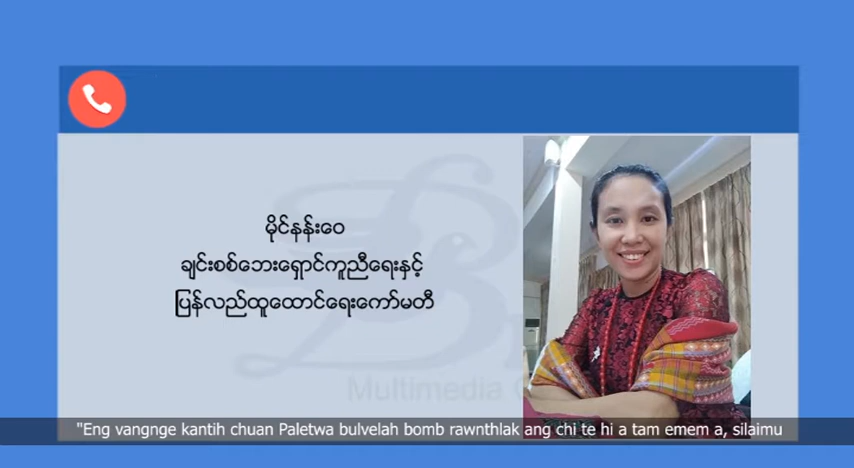 မိုင်နန်းဝေ
ချင်းစစ်ဘေးရှောင်ကူညီရေးနှင့်
ပြန်လည်ထူထောင်ရေးကော်မတီ
Multimedia
"Eng vangnge kantih chuan Paletwa bulvelah bomb rawnthlak ang chi te hi a tam emem a, silaimu